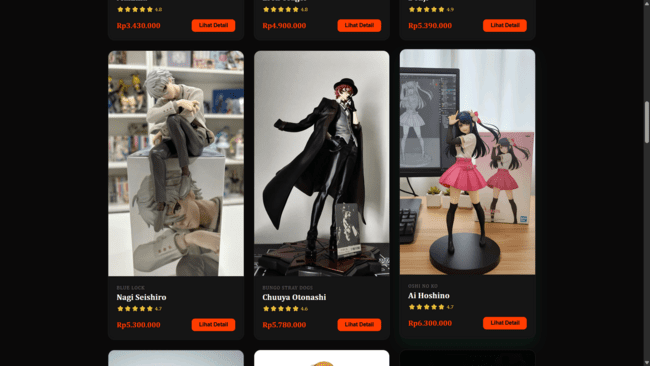 Rp3.430.000
Lihat Detail
Rp4.900.000
Lihat Detail
4.9
Rp5.390.000
Lihat Detail
BLUE LOCK
Nagi Seishiro
4.7
Rp5.300.000
Lihat Detail
BUNGO STRAY DOGS
Chuuya Otonashi
4.6
Rp5.780.000
Lihat Detail
OSHI NO KO
Ai Hoshino
4.7
Rp6.300.000
Lihat Detail